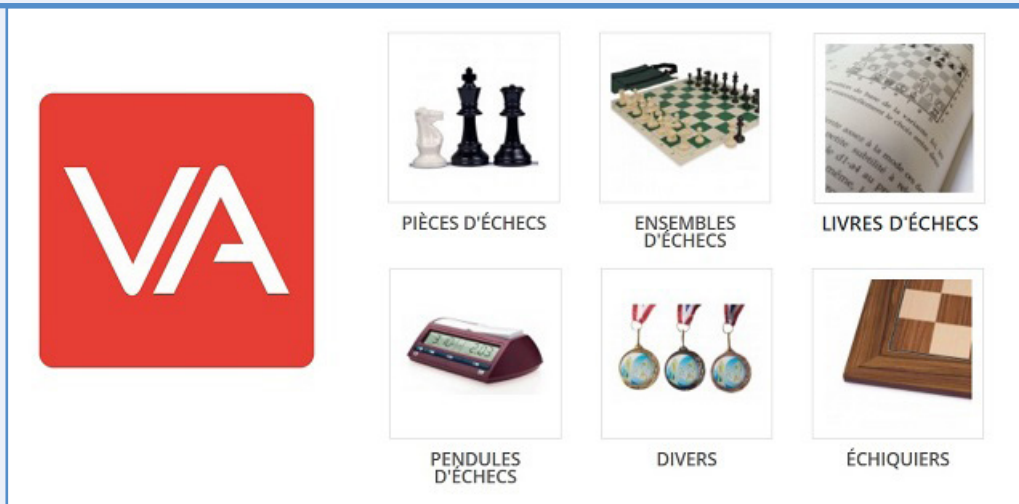 VA
PIÈCES D'ÉCHECS
ENSEMBLES
D'ÉCHECS
LIVRES D'ÉCHECS
PENDULES
D'ÉCHECS
DIVERS
ÉCHIQUIERS